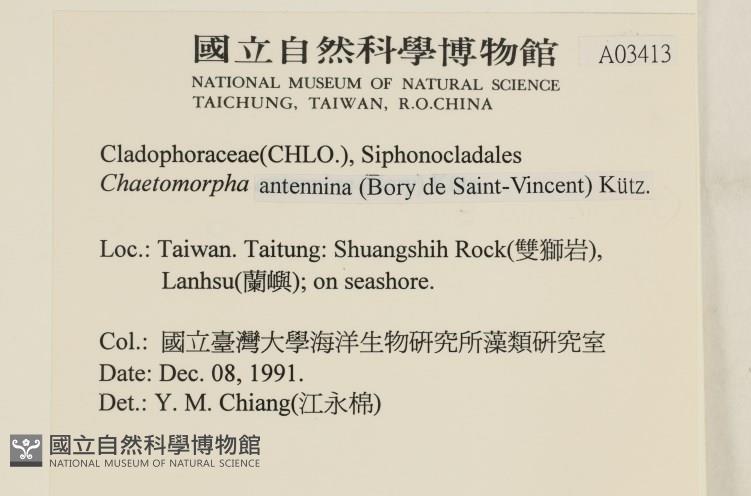 國立自然科學博物館
A03413
NATIONAL MUSEUM OF NATURAL SCIENCE
TAICHUNG, TAIWAN, R.O.CHINA
Cladophoraceae(CHLO.), Siphonocladales
Chaetomorpha antennina (Bory de Saint-Vincent) Kütz.
Loc.: Taiwan. Taitung: Shuangshih Rock(雙獅岩),
Lanhsu(蘭嶼); on seashore.
Col.: 國立臺灣大學海洋生物研究所藻類研究室
Date: Dec. 08, 1991.
Det.: Y. M. Chiang(江永棉)
國立自然科學博物館
NATIONAL MUSEUM OF NATURAL SCIENCE